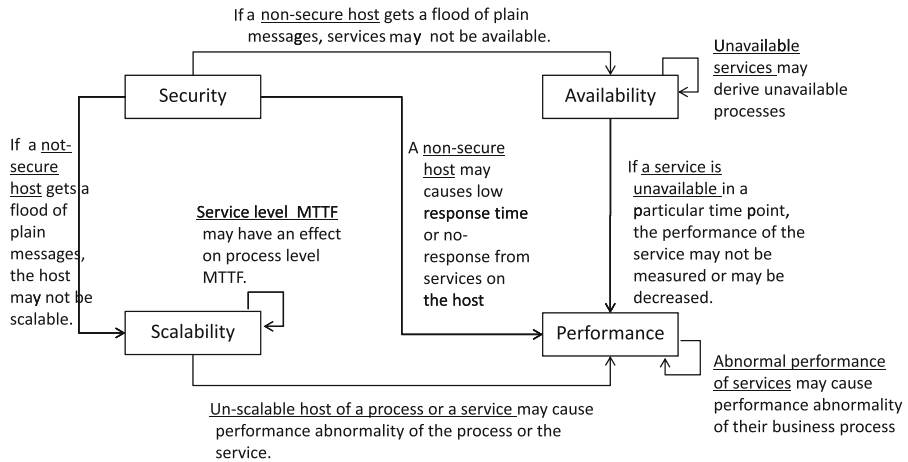 If a non-secure host gets a flood of plain
messages, services may not be available.
Security
Availability
Unavailable
services may
derive unavailable
processes
If a not-
secure
host gets a
flood of
plain
messages,
the host
may not be
scalable.
Service level MTTF
may have an effect
on process level
MTTF.
A non-secure
host may
causes low
response time
or no-
response from
services on
the host
If a service is
unavailable in a
particular time point,
the performance of the
service may not be
measured or may be
decreased.
Scalability
Performance
Abnormal performance
of services may cause
performance abnormality
of their business process
Un-scalable host of a process or a service may cause
performance abnormality of the process or the
service.